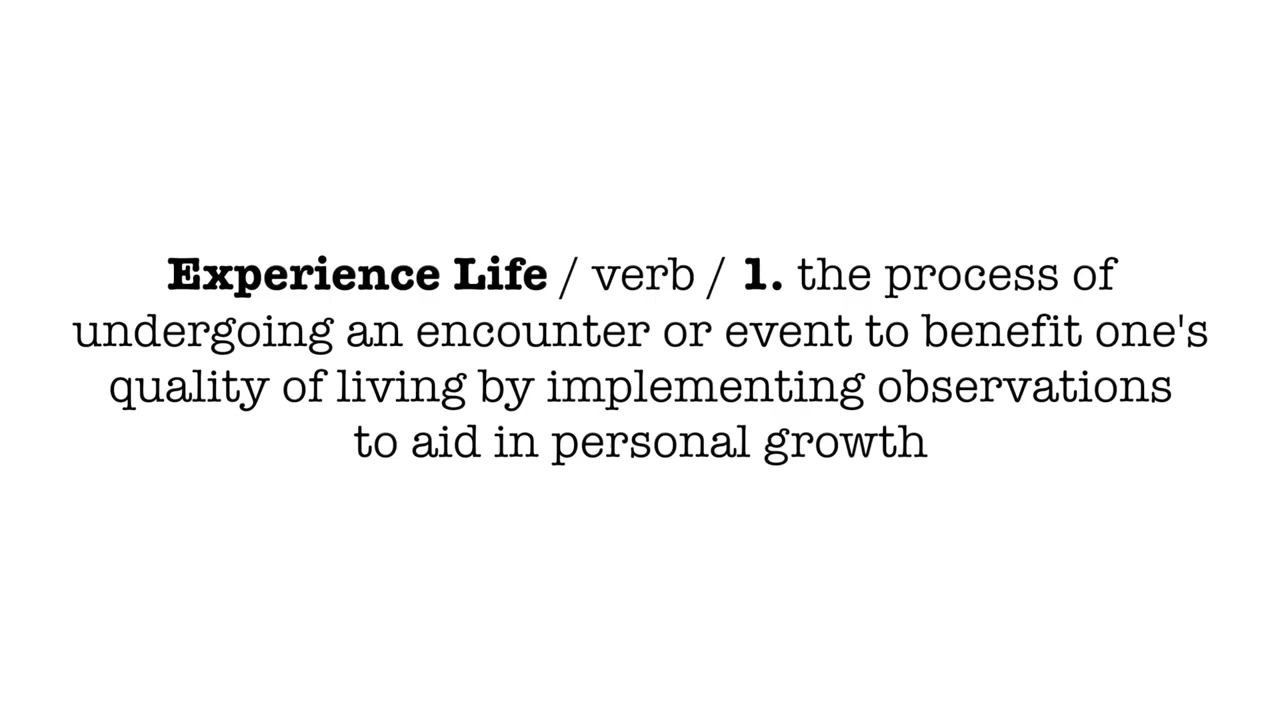 Experience Life / verb / 1. the process of
undergoing an encounter or event to benefit one's
quality of living by implementing observations
to aid in personal growth